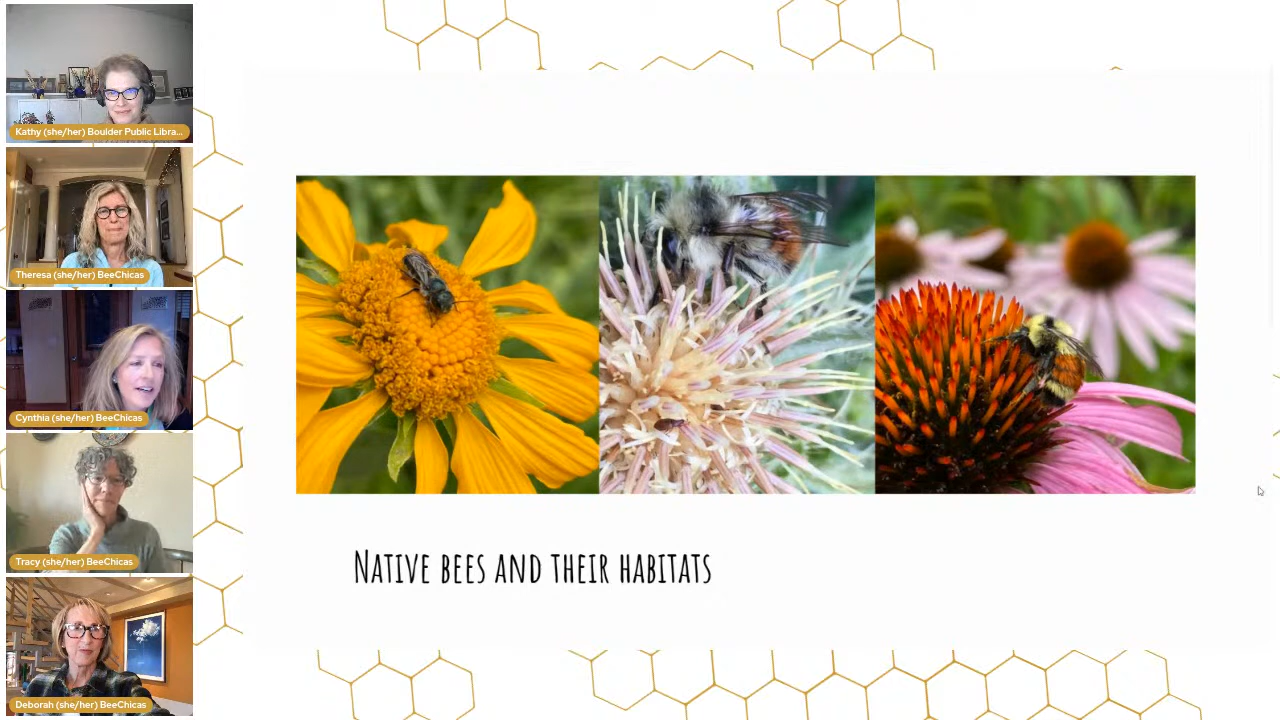 Kathy (she/her) Boulder Public Libra...
Theresa (she/her) BeeChicas
Cynthia (she/her) BeeChicas
Tracy (she/her) BeeChicas
Deborah (she/her) BeeChicas
Native bees and their habitats